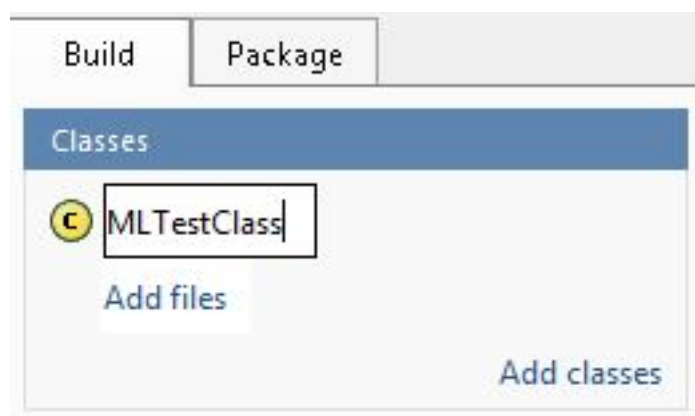 Build Package
Classes
C MLTestClass
Add files
Add classes